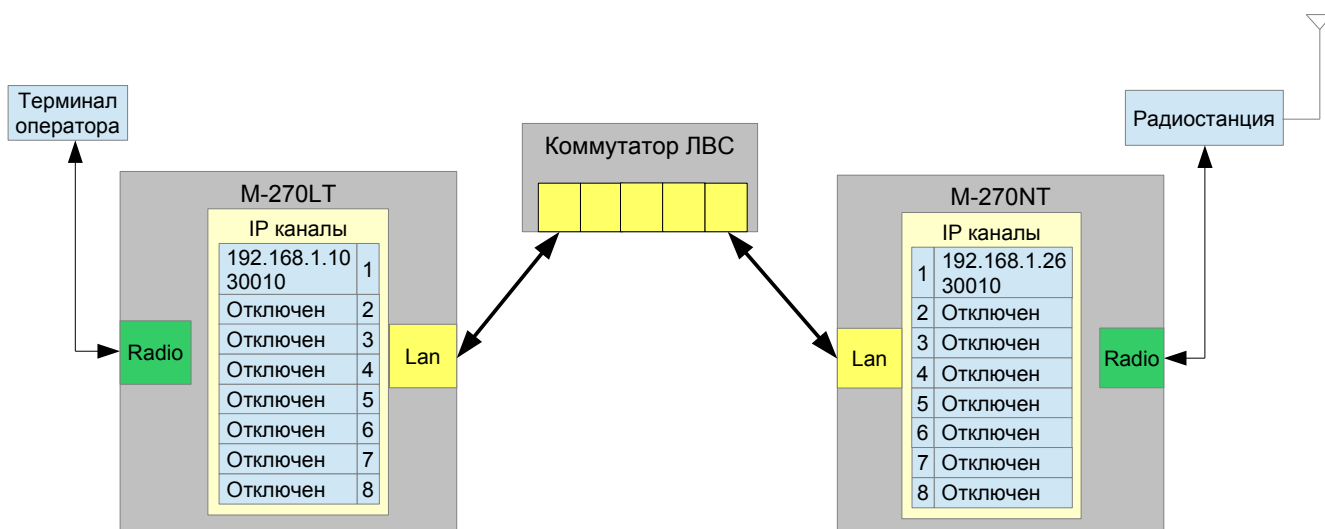 Терминал
оператора
M-270LT
IP каналы
192.168.1.10
30010
1
Отключен 2
Отключен 3
Отключен 4
Отключен 5
Отключен 6
Отключен 7
Отключен 8
Radio
Lan
Коммутатор ЛВС
Радиостанция
M-270NT
IP каналы
1
192.168.1.26
30010
2 Отключен
3 Отключен
4 Отключен
5 Отключен
6 Отключен
7 Отключен
8 Отключен
Lan
Radio